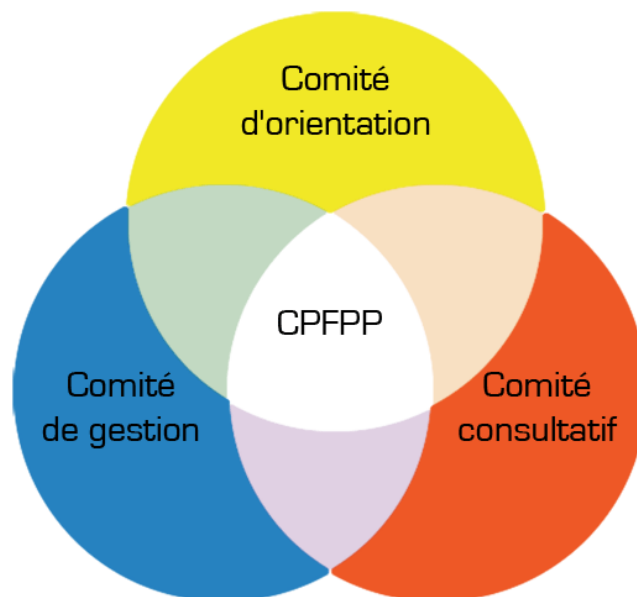 Comité
d'orientation
CPFPP
Comité
de gestion
Comité
consultatif